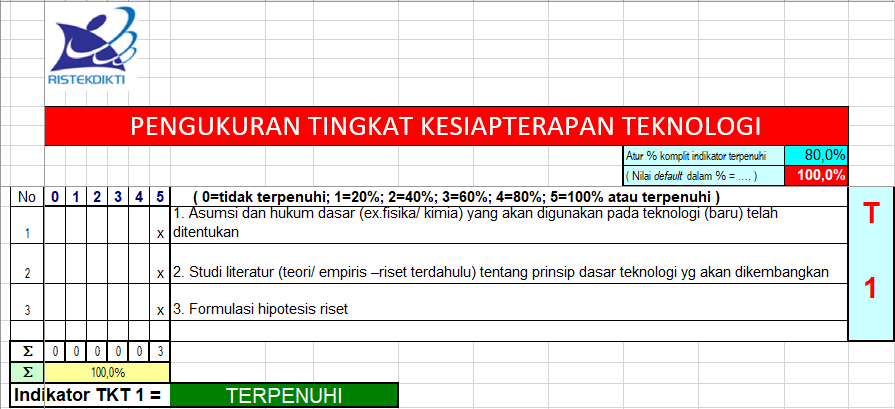 RISTEKDIKTI
PENGUKURAN TINGKAT KESIAPTERAPAN TEKNOLOGI
Atur % komplit indikator terpenuhi 80,0%
( Nilai default dalam % = .... ) 100,0%
No 0 1 2 3 4 5 ( 0=tidak terpenuhi; 1=20%; 2=40%; 3=60%; 4=80%; 5=100% atau terpenuhi )
T
1 x 1. Asumsi dan hukum dasar (ex.fisika/ kimia) yang akan digunakan pada teknologi (baru) telah
ditentukan
2 x 2. Studi literatur (teori/ empiris –riset terdahulu) tentang prinsip dasar teknologi yg akan dikembangkan
1
3 x 3. Formulasi hipotesis riset
Σ 0 0 0 0 0 3
Σ 100,0%
Indikator TKT 1 = TERPENUHI